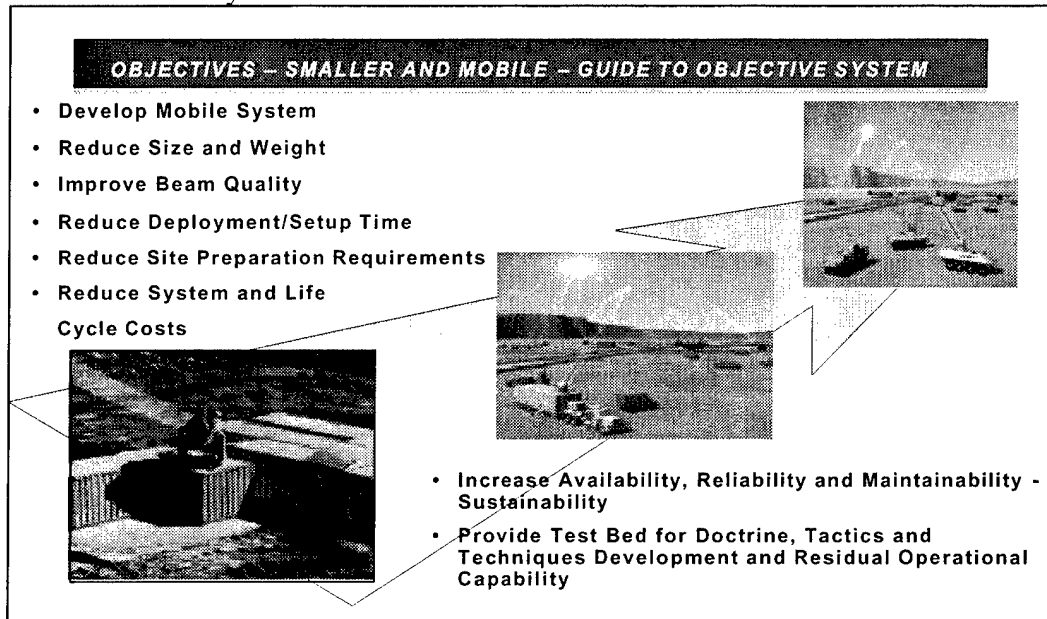 OBJECTIVES – SMALLER AND MOBILE – GUIDE TO OBJECTIVE SYSTEM
• Develop Mobile System
• Reduce Size and Weight
• Improve Beam Quality
• Reduce Deployment/Setup Time
• Reduce Site Preparation Requirements
• Reduce System and Life
Cycle Costs
• Increase Availability, Reliability and Maintainability -
Sustainability
• Provide Test Bed for Doctrine, Tactics and
Techniques Development and Residual Operational
Capability